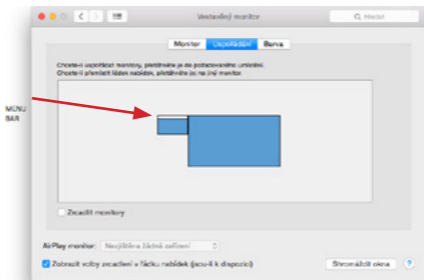 Vestavěný monitor
Hledat
Monitor Uspořádání Barva
Chcete-li uspořádat monitory, přetáhněte je do požadovaného umístění.
Chcete-li přemístit řádek nabídek, přetáhněte jej na jiný monitor.
MENU
BAR
Zrcadlit monitory
AirPlay monitor: Nezjištěna žádná zařízení
Zobrazit volby zrcadlení v řádku nabídek (jsou-li k dispozici)
Shromáždit okna ?